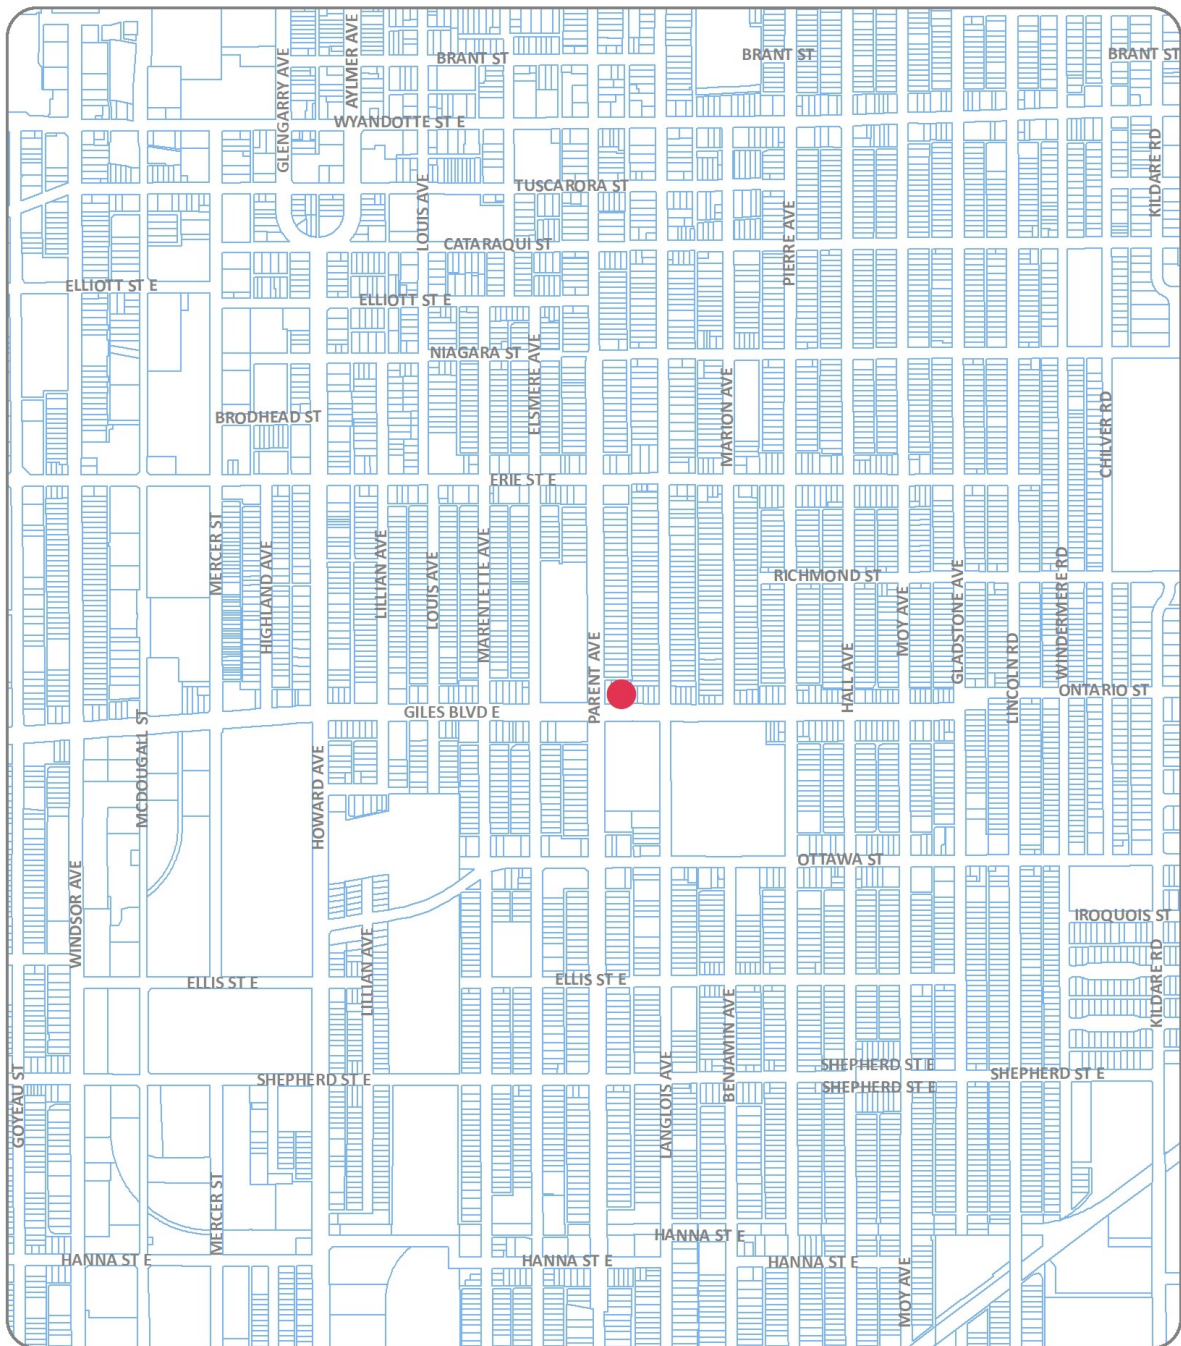 AYLMER AVE
BRANT ST
BRANT ST
BRANT ST
GLENGARRY AVE
WYANDOTTE ST E
KILDARE RD
LOUIS AVE
TUSCARORA ST
PIERRE AVE
CATARAQUI ST
ELLIOTT ST E
ELLIOTT ST E
NIAGARA ST
ELSMERE AVE
MARION AVE
BRODHEAD ST
CHILVER RD
ERIE ST E
MERCER ST
HIGHLAND AVE
LILLIAN AVE
LOUIS AVE
MARENTETTE AVE
RICHMOND ST
GLADSTONE AVE
WINDERMERE RD
MOY AVE
PARENT AVE
HALL AVE
LINCOLN RD
ONTARIO ST
MCDOUGALL ST
GILES BLVD E
HOWARD AVE
OTTAWA ST
WINDSOR AVE
IROQUOIS ST
LILLIAN AVE
KILDARE RD
ELLIS ST E
ELLIS ST E
BENJAMIN AVE
LANGLOIS AVE
SHEPHERD ST E
SHEPHERD ST E
SHEPHERD ST E
SHEPHERD ST E
GOYEAU ST
MERCER ST
HANNA ST E
HANNA ST E
HANNA ST E
HANNA ST E
MOY AVE